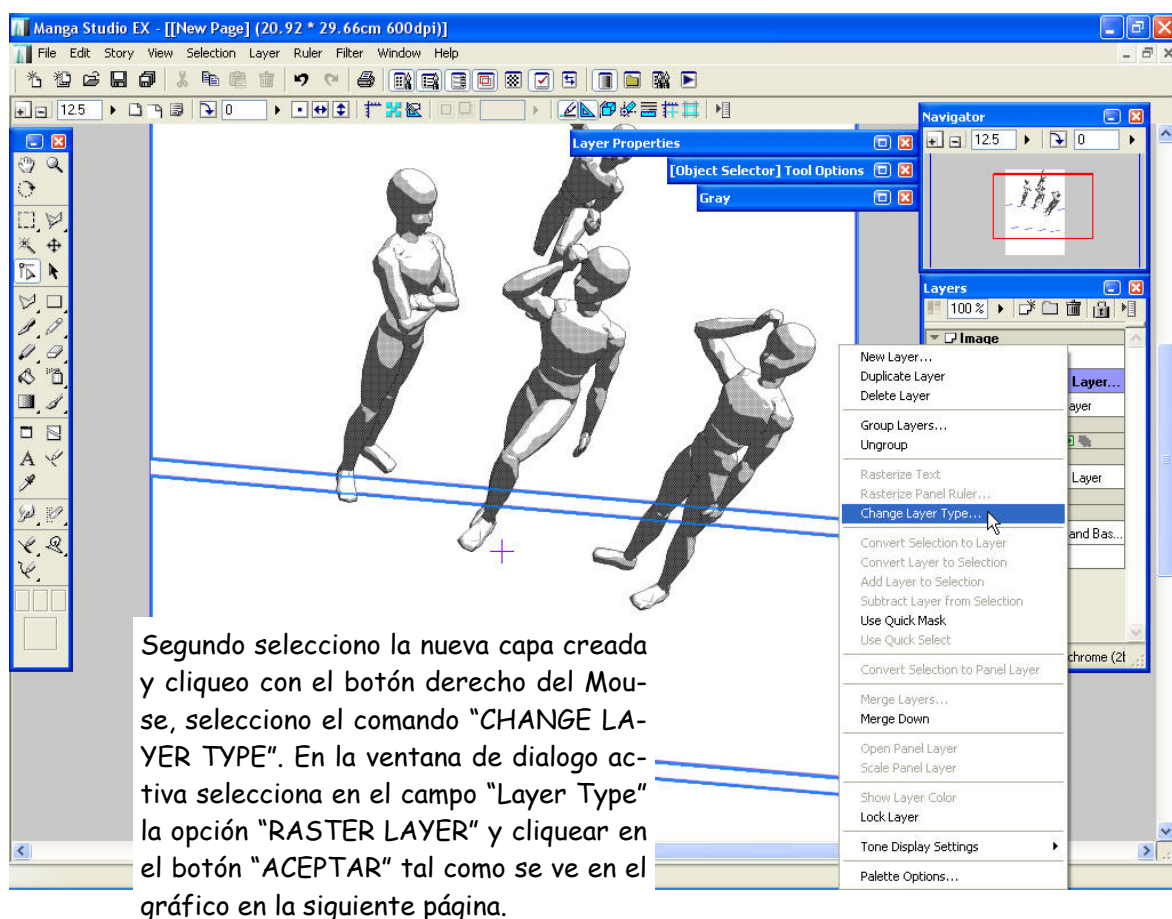 Manga Studio EX - [[New Page] (20.92 * 29.66cm 600dpi)]
File Edit Story View Selection Layer Ruler Filter Window Help
12.5
0
Layer Properties
[Object Selector] Tool Options
Gray
Navigator
12.5
0
Layers
100 %
Image
Layer...
ayer
Layer
and Bas...
chrome (2b
New Layer...
Duplicate Layer
Delete Layer
Group Layers...
Ungroup
Rasterize Text
Rasterize Panel Ruler...
Change Layer Type...
Convert Selection to Layer
Convert Layer to Selection
Add Layer to Selection
Subtract Layer from Selection
Use Quick Mask
Use Quick Select
Convert Selection to Panel Layer
Merge Layers...
Merge Down
Open Panel Layer
Scale Panel Layer
Show Layer Color
Lock Layer
Tone Display Settings
Palette Options...
Segundo selecciono la nueva capa creada
y cliqueo con el botón derecho del Mou-
se, selecciono el comando “CHANGE LA-
YER TYPE”. En la ventana de dialogo ac-
tiva selecciona en el campo “Layer Type”
la opción “RASTER LAYER” y cliquear en
el botón “ACEPTAR” tal como se ve en el
gráfico en la siguiente página.